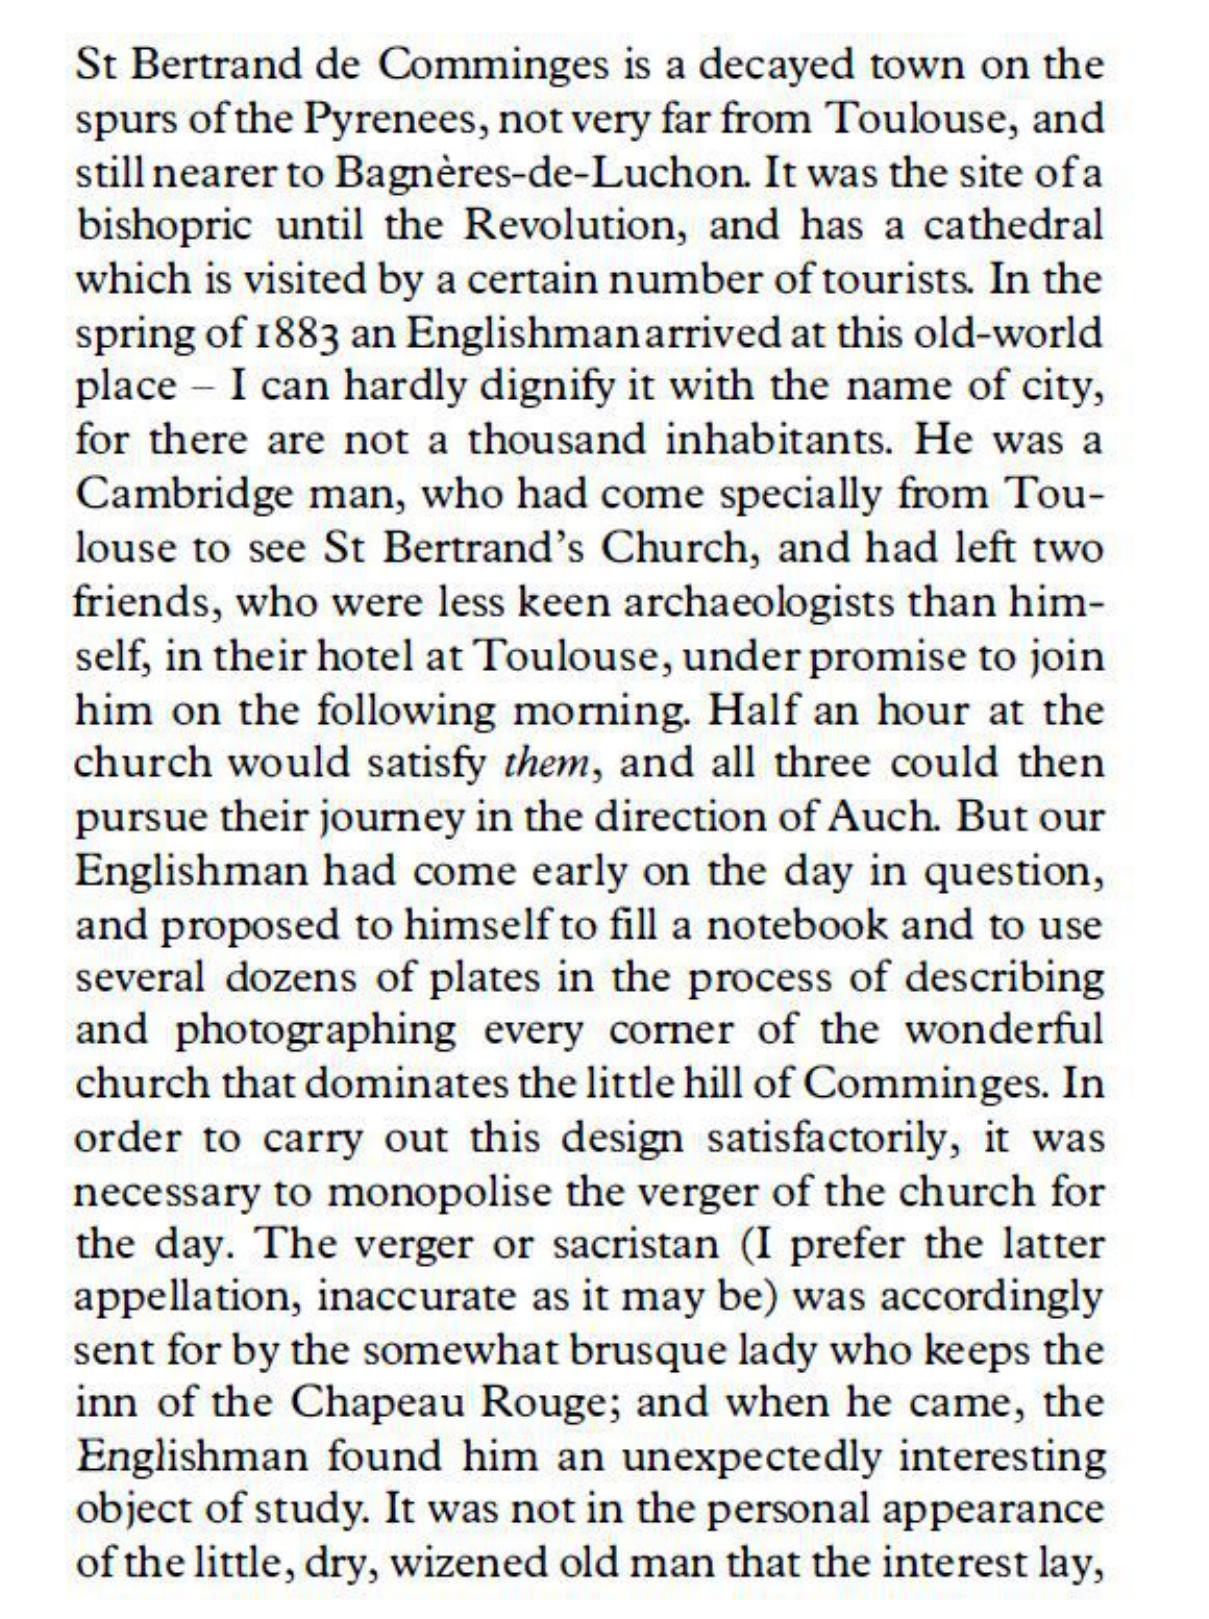 St Bertrand de Comminges is a decayed town on the
spurs of the Pyrenees, not very far from Toulouse, and
still nearer to Bagnères-de-Luchon. It was the site of a
bishopric until the Revolution, and has a cathedral
which is visited by a certain number of tourists. In the
spring of 1883 an Englishman arrived at this old-world
place – I can hardly dignify it with the name of city,
for there are not a thousand inhabitants. He was a
Cambridge man, who had come specially from Tou-
louse to see St Bertrand’s Church, and had left two
friends, who were less keen archaeologists than him-
self, in their hotel at Toulouse, under promise to join
him on the following morning. Half an hour at the
church would satisfy them, and all three could then
pursue their journey in the direction of Auch. But our
Englishman had come early on the day in question,
and proposed to himself to fill a notebook and to use
several dozens of plates in the process of describing
and photographing every corner of the wonderful
church that dominates the little hill of Comminges. In
order to carry out this design satisfactorily, it was
necessary to monopolise the verger of the church for
the day. The verger or sacristan (I prefer the latter
appellation, inaccurate as it may be) was accordingly
sent for by the somewhat brusque lady who keeps the
inn of the Chapeau Rouge; and when he came, the
Englishman found him an unexpectedly interesting
object of study. It was not in the personal appearance
of the little, dry, wizened old man that the interest lay,